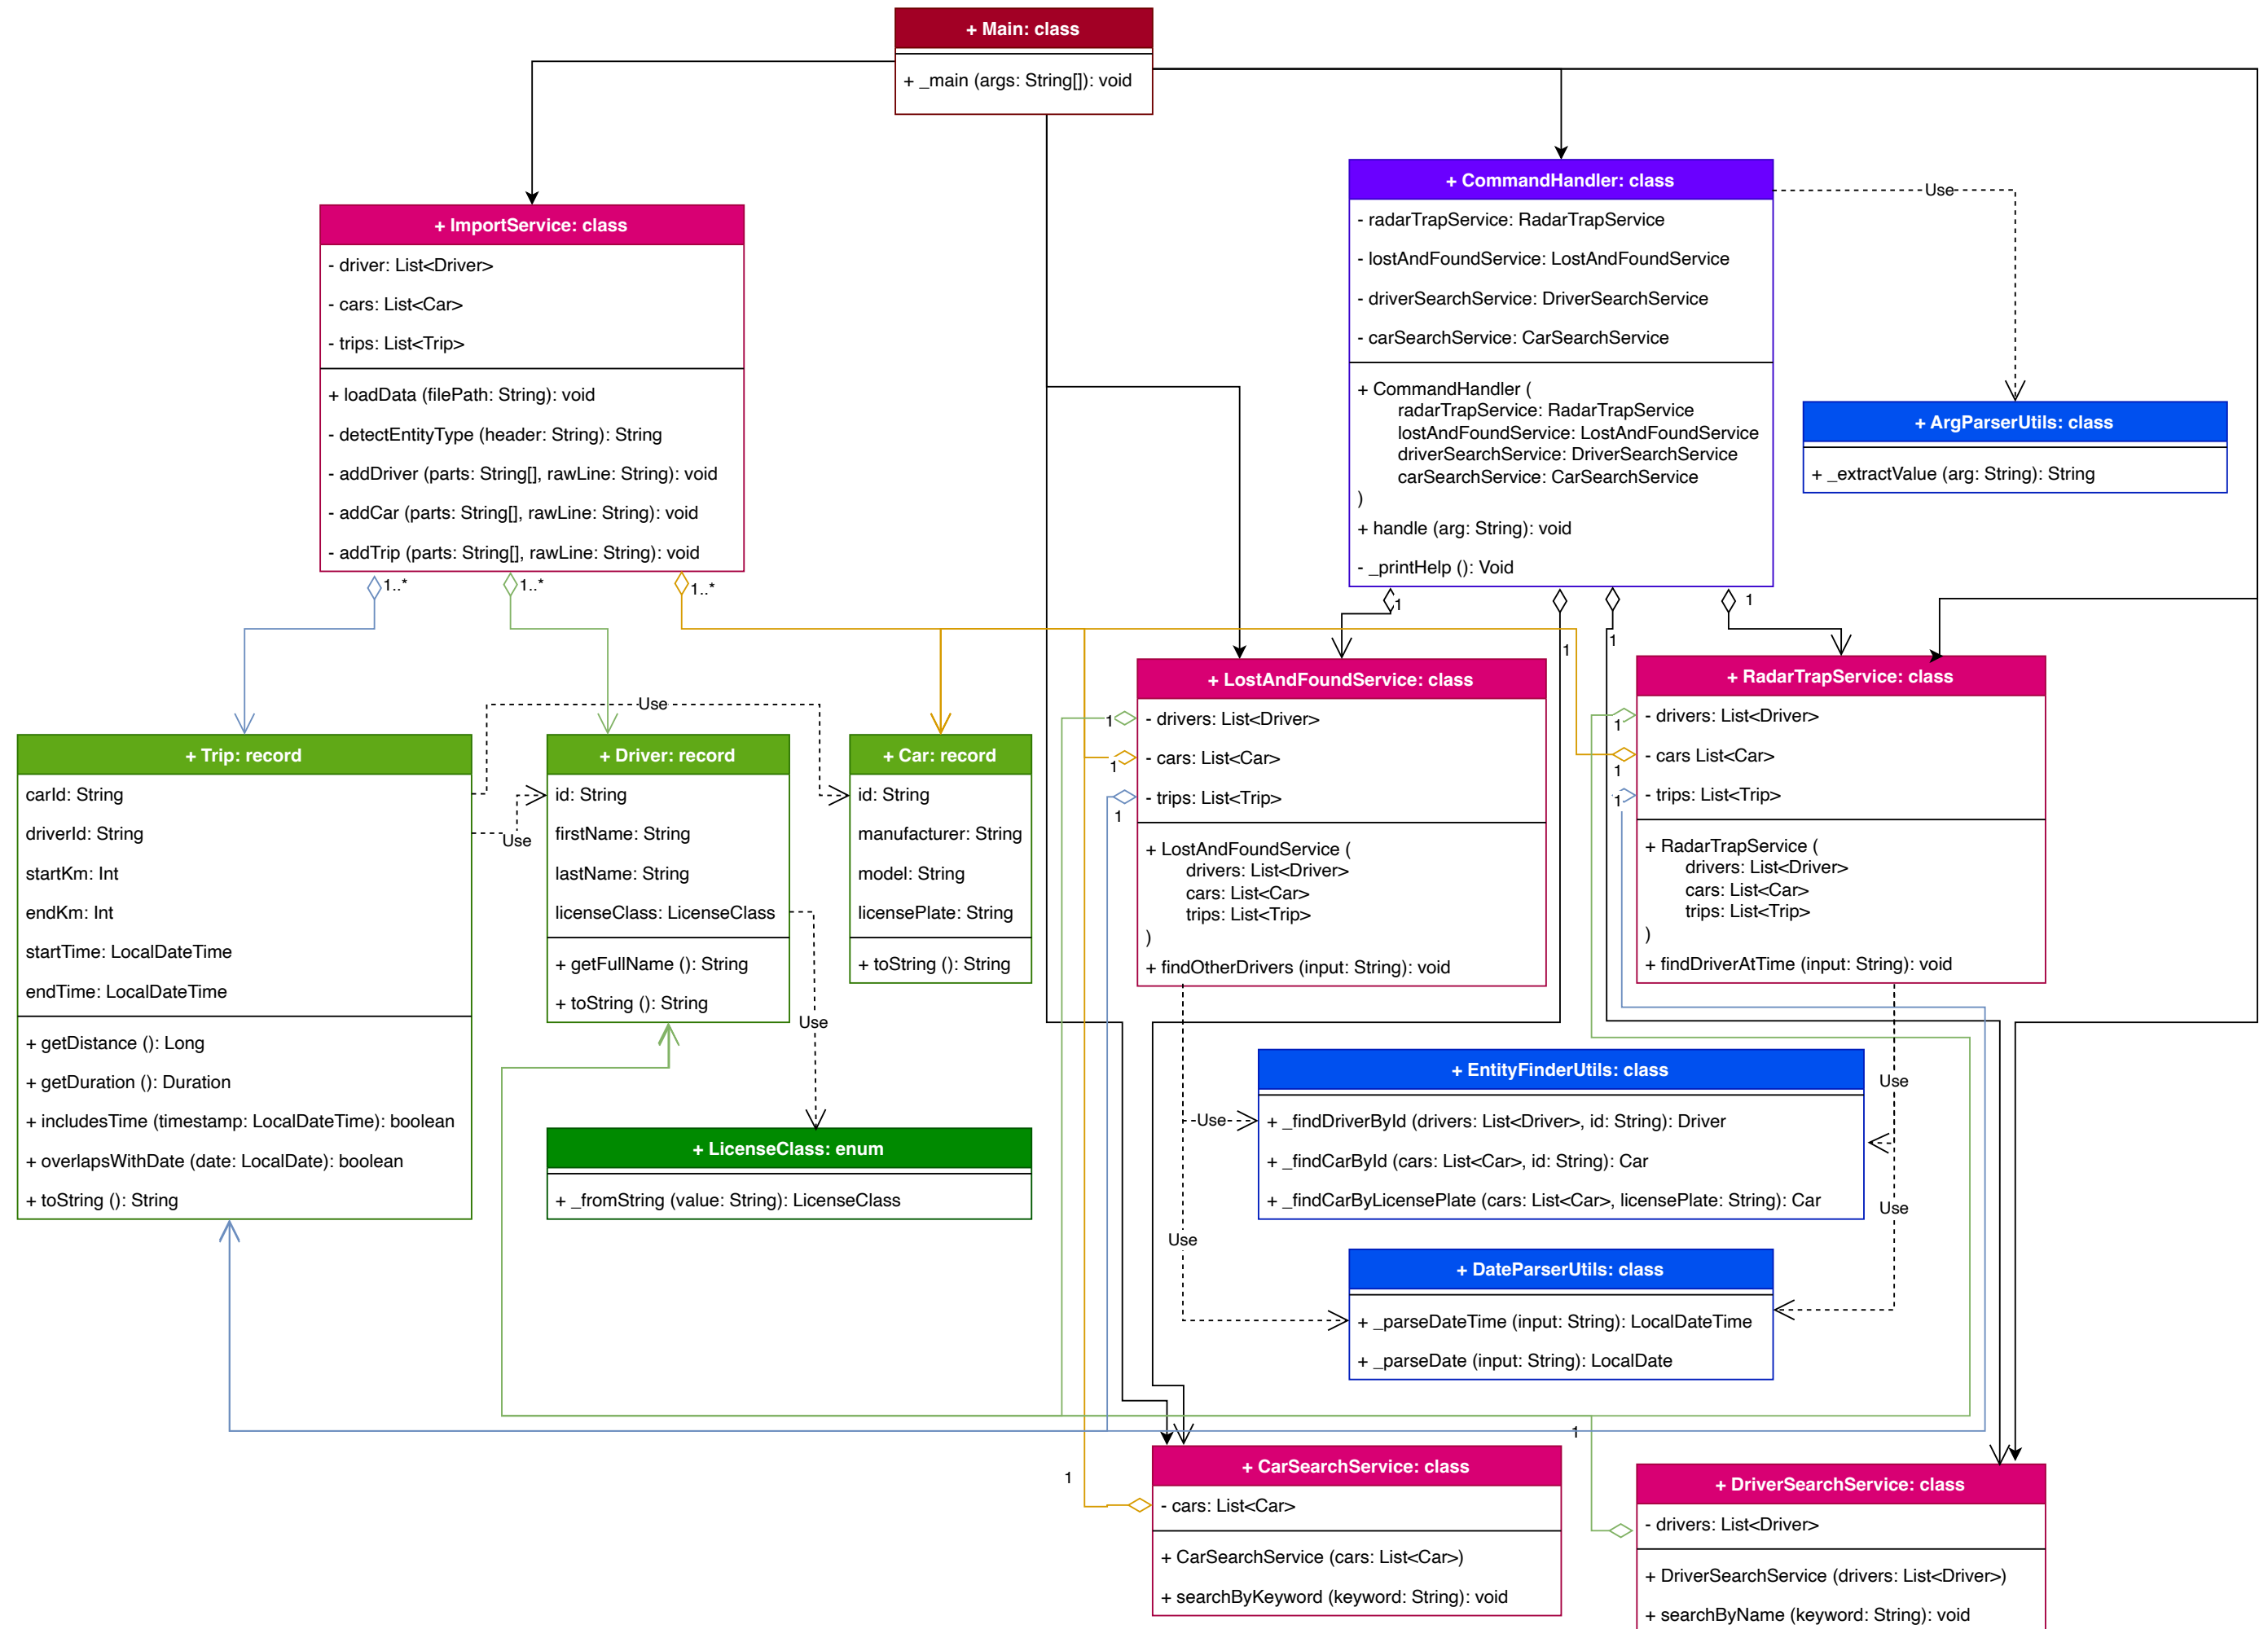 + Main: class
+ _main (args: String[]): void
+ ImportService: class
- driver: List<Driver>
- cars: List<Car>
- trips: List<Trip>
+ loadData (filePath: String): void
- detectEntityType (header: String): String
- addDriver (parts: String[], rawLine: String): void
- addCar (parts: String[], rawLine: String): void
- addTrip (parts: String[], rawLine: String): void
1..*
1..*
1..*
+ CommandHandler: class
- radarTrapService: RadarTrapService
- lostAndFoundService: LostAndFoundService
- driverSearchService: DriverSearchService
- carSearchService: CarSearchService
+ CommandHandler (
radarTrapService: RadarTrapService
lostAndFoundService: LostAndFoundService
driverSearchService: DriverSearchService
carSearchService: CarSearchService
)
+ handle (arg: String): void
- _printHelp (): Void
1
1
1
1
Use
+ ArgParserUtils: class
+ _extractValue (arg: String): String
+ Trip: record
carId: String
driverId: String
startKm: Int
endKm: Int
startTime: LocalDateTime
endTime: LocalDateTime
+ getDistance (): Long
+ getDuration (): Duration
+ includesTime (timestamp: LocalDateTime): boolean
+ overlapsWithDate (date: LocalDate): boolean
+ toString (): String
Use
Use
+ Driver: record
id: String
firstName: String
lastName: String
licenseClass: LicenseClass
+ getFullName (): String
+ toString (): String
Use
+ Car: record
id: String
manufacturer: String
model: String
licensePlate: String
+ toString (): String
+ LicenseClass: enum
+ _fromString (value: String): LicenseClass
+ LostAndFoundService: class
- drivers: List<Driver>
- cars: List<Car>
- trips: List<Trip>
+ LostAndFoundService (
drivers: List<Driver>
cars: List<Car>
trips: List<Trip>
)
+ findOtherDrivers (input: String): void
1
1
1
+ RadarTrapService: class
- drivers: List<Driver>
- cars List<Car>
- trips: List<Trip>
+ RadarTrapService (
drivers: List<Driver>
cars: List<Car>
trips: List<Trip>
)
+ findDriverAtTime (input: String): void
1
1
1
+ EntityFinderUtils: class
+ _findDriverById (drivers: List<Driver>, id: String): Driver
+ _findCarById (cars: List<Car>, id: String): Car
+ _findCarByLicensePlate (cars: List<Car>, licensePlate: String): Car
Use
Use
Use
Use
+ DateParserUtils: class
+ _parseDateTime (input: String): LocalDateTime
+ _parseDate (input: String): LocalDate
1
1
+ CarSearchService: class
- cars: List<Car>
+ CarSearchService (cars: List<Car>)
+ searchByKeyword (keyword: String): void
+ DriverSearchService: class
- drivers: List<Driver>
+ DriverSearchService (drivers: List<Driver>)
+ searchByName (keyword: String): void